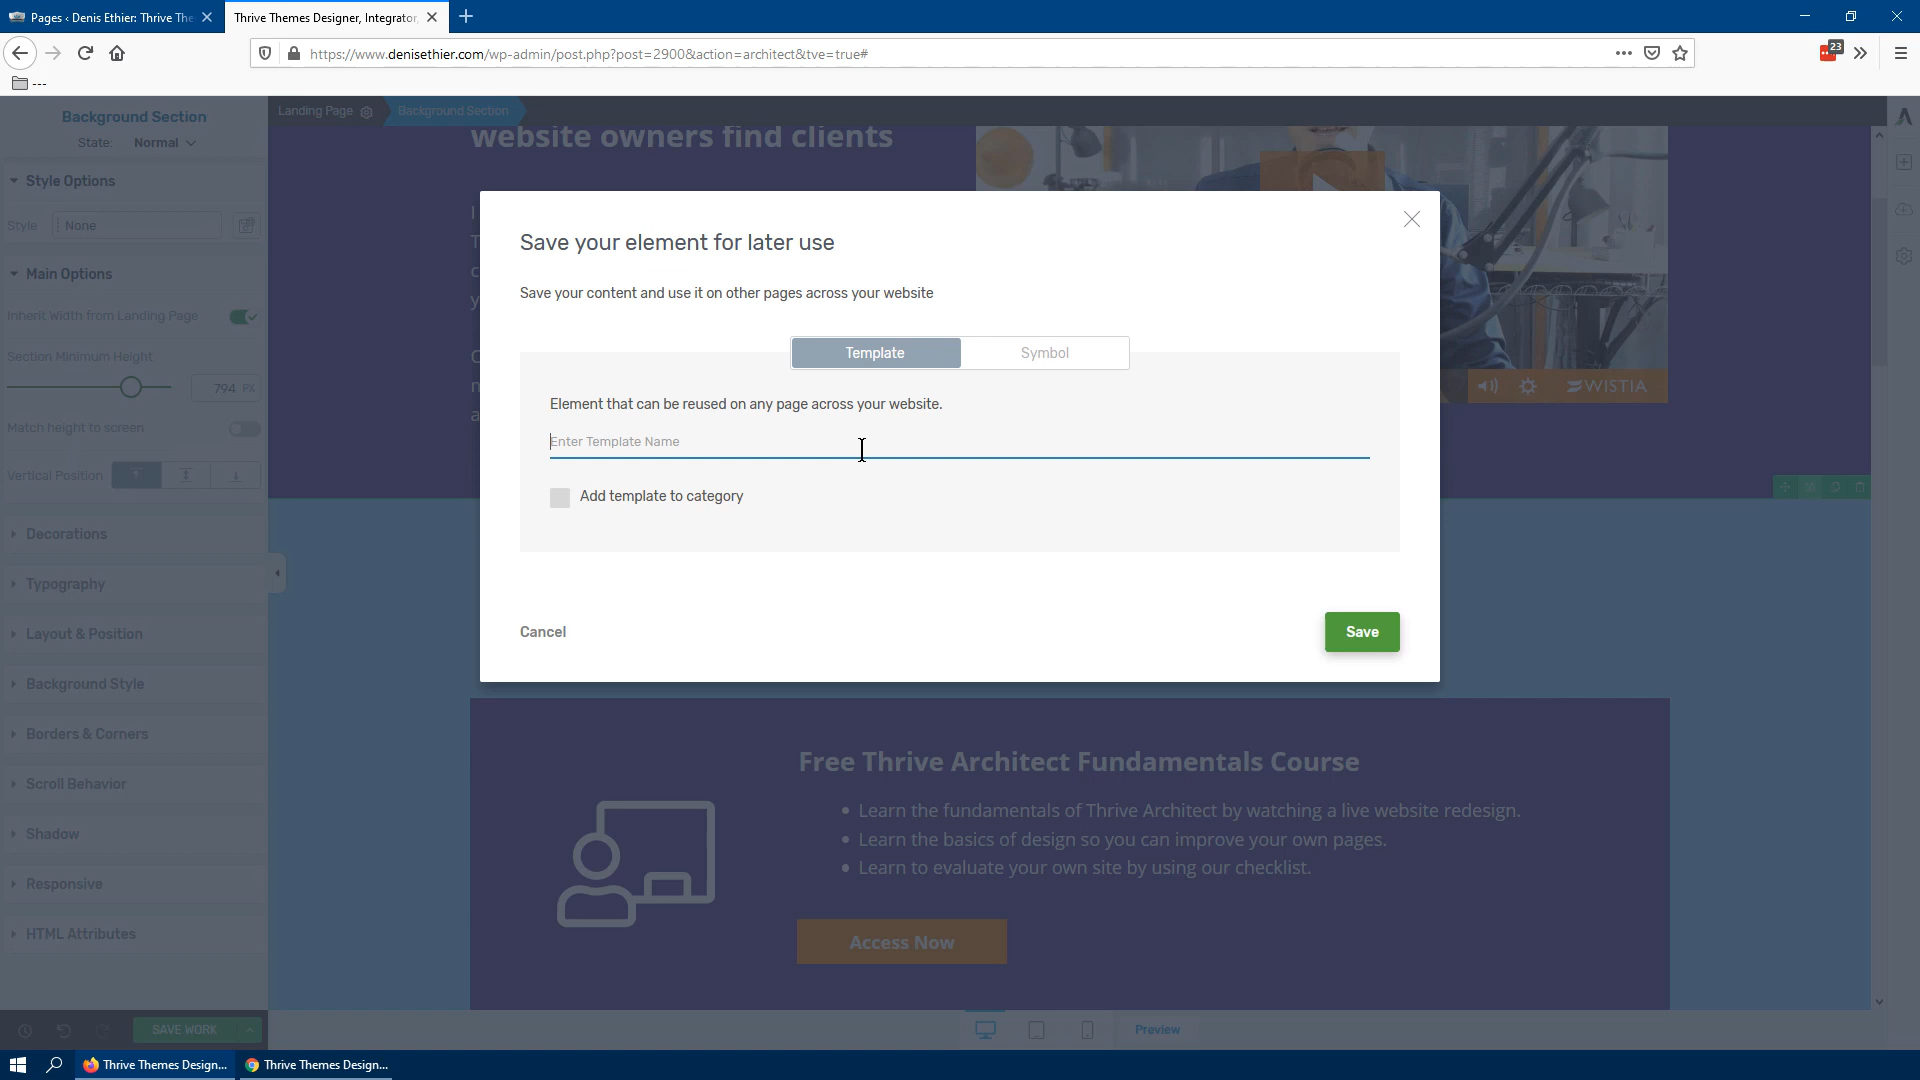 Pages ‹ Denis Ethier: Thrive The
Thrive Themes Designer, Integrator,
https://www.denisethier.com/wp-admin/post.php?post=2900&action=architect&tve=true#
23
---
Background Section
State: Normal
Style Options
Style None
Main Options
Inherit Width from Landing Page
Section Minimum Height
794 PX
Match height to screen
Vertical Position
Decorations
Typography
Layout & Position
Background Style
Borders & Corners
Scroll Behavior
Shadow
Responsive
HTML Attributes
SAVE WORK
Landing Page
Background Section
website owners find clients
WISTIA
Save your element for later use
Save your content and use it on other pages across your website
Template
Symbol
Element that can be reused on any page across your website.
Enter Template Name
Add template to category
Cancel
Save
Free Thrive Architect Fundamentals Course
Learn the fundamentals of Thrive Architect by watching a live website redesign.
Learn the basics of design so you can improve your own pages.
Learn to evaluate your own site by using our checklist.
Access Now
Preview
Thrive Themes Design...
Thrive Themes Design...